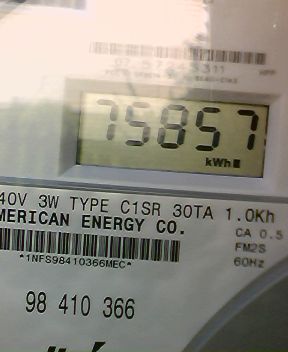 75857
kWh
40V 3W TYPE C1SR 30TA 1.0Kh
MERICAN ENERGY CO.
CA 0.5
FM2S
*1NFS98410366MEC*
60Hz
98 410 366